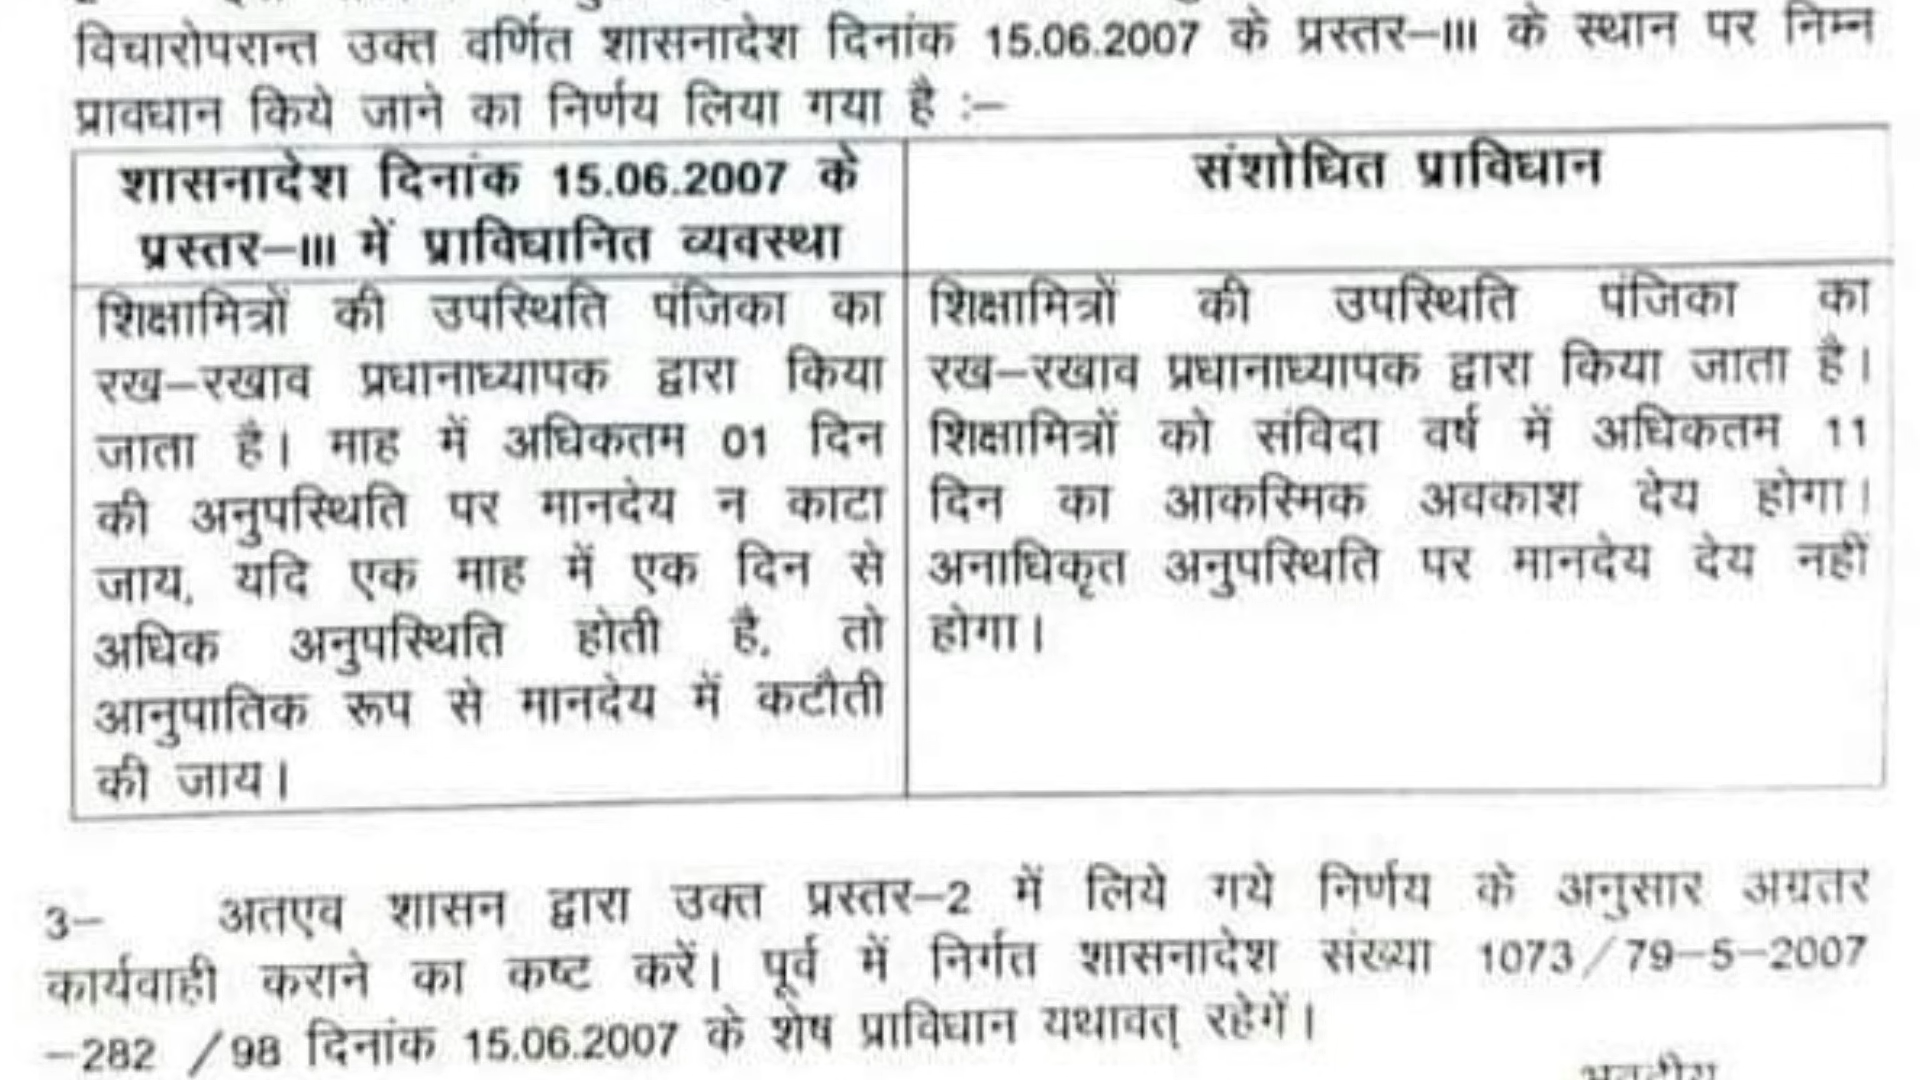 विचारोपरान्त उक्त वर्णित शासनादेश दिनांक 15.06.2007 के प्रस्तर–III के स्थान पर निम्न
प्रावधान किये जाने का निर्णय लिया गया है :–
शासनादेश दिनांक 15.06.2007 के
प्रस्तर–III में प्राविधानित व्यवस्था
शिक्षामित्रों की उपस्थिति पंजिका का
रख–रखाव प्रधानाध्यापक द्वारा किया
जाता है। माह में अधिकतम 01 दिन
की अनुपस्थिति पर मानदेय न काटा
जाय, यदि एक माह में एक दिन से
अधिक अनुपस्थिति होती है, तो
आनुपातिक रूप से मानदेय में कटौती
की जाय।
संशोधित प्राविधान
शिक्षामित्रों की उपस्थिति पंजिका का
रख–रखाव प्रधानाध्यापक द्वारा किया जाता है।
शिक्षामित्रों को संविदा वर्ष में अधिकतम 11
दिन का आकस्मिक अवकाश देय होगा।
अनाधिकृत अनुपस्थिति पर मानदेय देय नहीं
होगा।
3– अतएव शासन द्वारा उक्त प्रस्तर–2 में लिये गये निर्णय के अनुसार अग्रतर
कार्यवाही कराने का कष्ट करें। पूर्व में निर्गत शासनादेश संख्या 1073/79–5–2007
–282 /98 दिनांक 15.06.2007 के शेष प्राविधान यथावत् रहेगें।